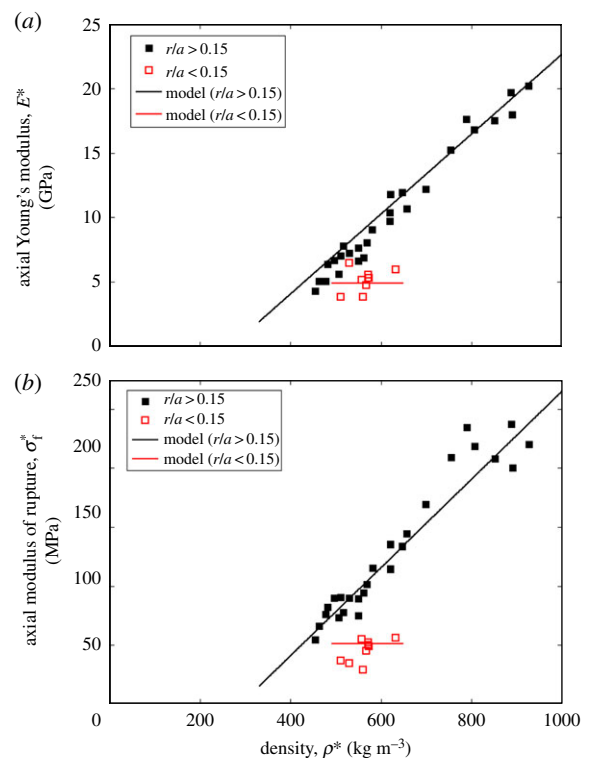 (a)
25
20
15
10
5
0
axial Young's modulus, E*
(GPa)
r/a > 0.15
r/a < 0.15
model (r/a > 0.15)
model (r/a < 0.15)
(b)
250
200
150
100
50
0
axial modulus of rupture, σ*f
(MPa)
r/a > 0.15
r/a < 0.15
model (r/a > 0.15)
model (r/a < 0.15)
200
400
600
800
1000
density, ρ* (kg m–3)